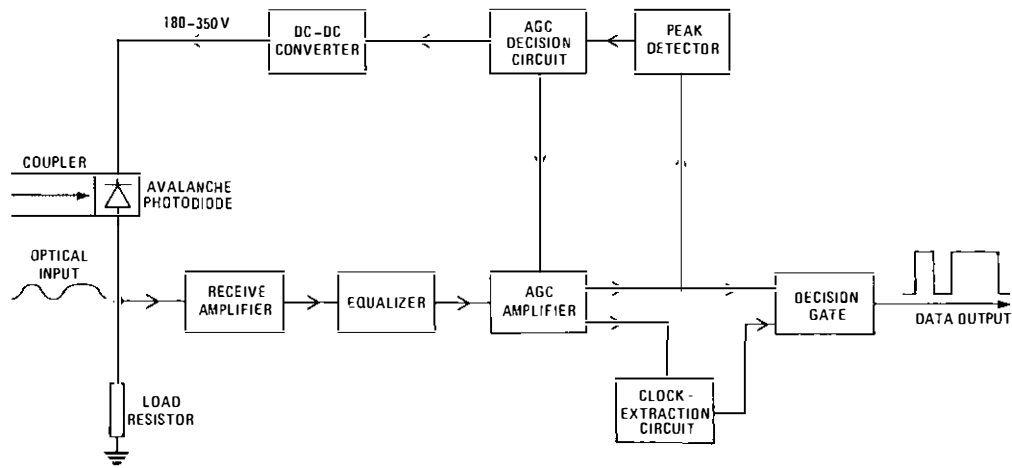 180-350 V
DC-DC
CONVERTER
AGC
DECISION
CIRCUIT
PEAK
DETECTOR
COUPLER
AVALANCHE
PHOTODIODE
OPTICAL
INPUT
RECEIVE
AMPLIFIER
EQUALIZER
AGC
AMPLIFIER
DECISION
GATE
DATA OUTPUT
LOAD
RESISTOR
CLOCK-
EXTRACTION
CIRCUIT